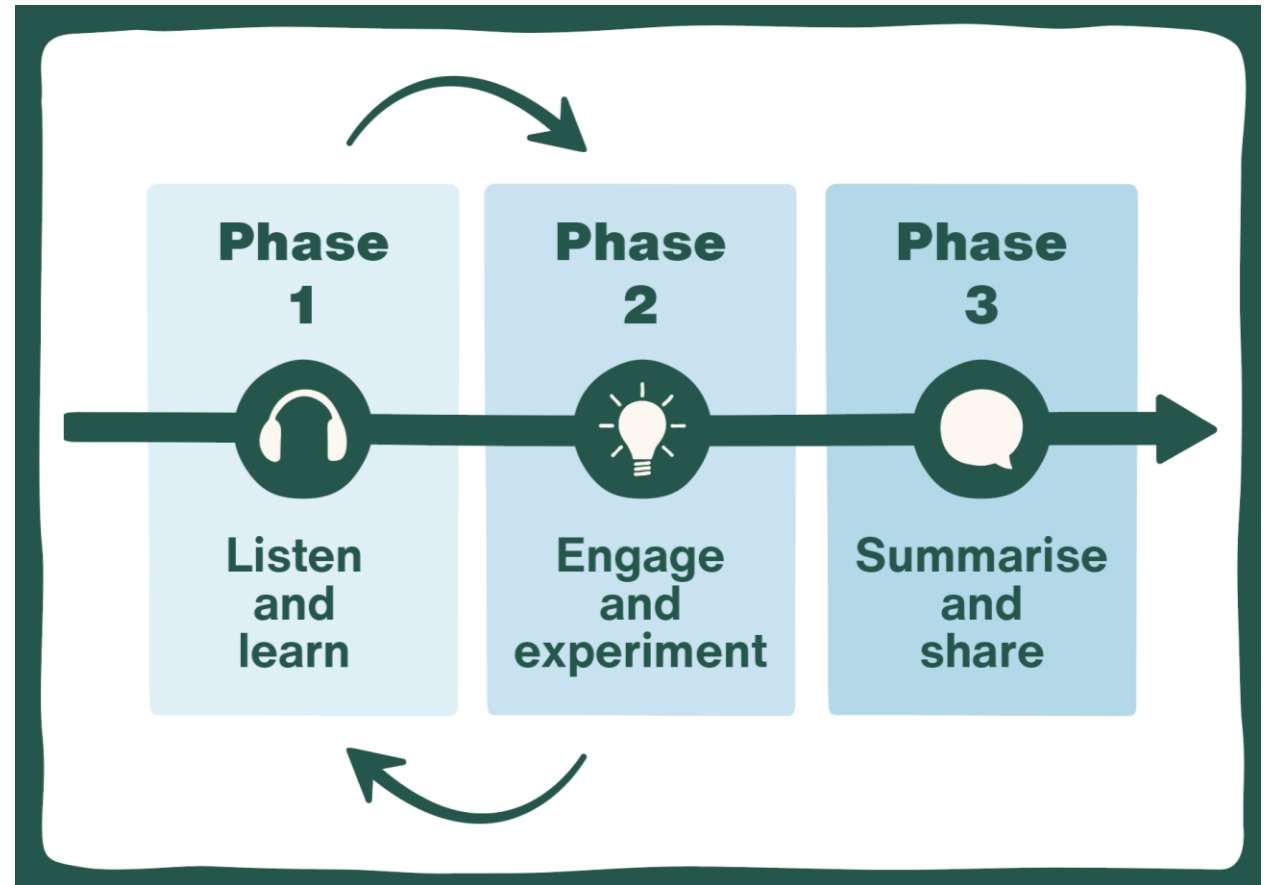 Phase
1
Listen
and
learn
Phase
2
Engage
and
experiment
Phase
3
Summarise
and
share